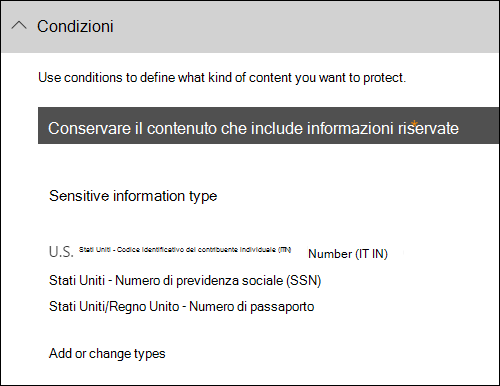 Condizioni
Use conditions to define what kind of content you want to protect.
Conservare il contenuto che include informazioni riservate*
Sensitive information type
U.S. Stati Uniti - Codice identificativo del contribuente individuale (ITIN) Number (IT IN)
Stati Uniti - Numero di previdenza sociale (SSN)
Stati Uniti/Regno Unito - Numero di passaporto
Add or change types